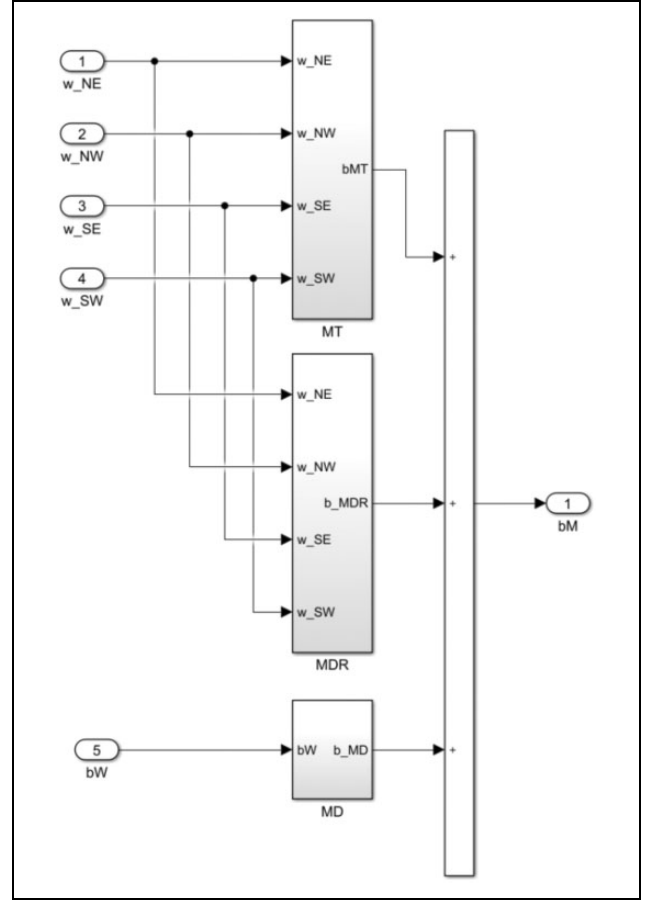 1
w_NE
2
w_NW
3
w_SE
4
w_SW
w_NE
w_NW
bMT
w_SE
w_SW
MT
+
w_NE
w_NW
b_MDR
w_SE
w_SW
MDR
+
1
bM
5
bW
bW b_MD
MD
+